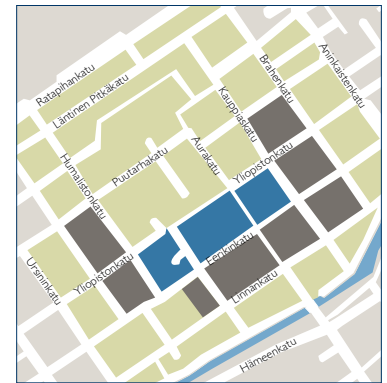 Ratapihankatu
Läntinen Pitkäkatu
Brahenkatu
Aninkaistenkatu
Kauppiaskatu
Humalistonkatu
Puutarhakatu
Aurakatu
Yliopistonkatu
Ursininkatu
Yliopistonkatu
Eerikinkatu
Linnankatu
Hämeenkatu